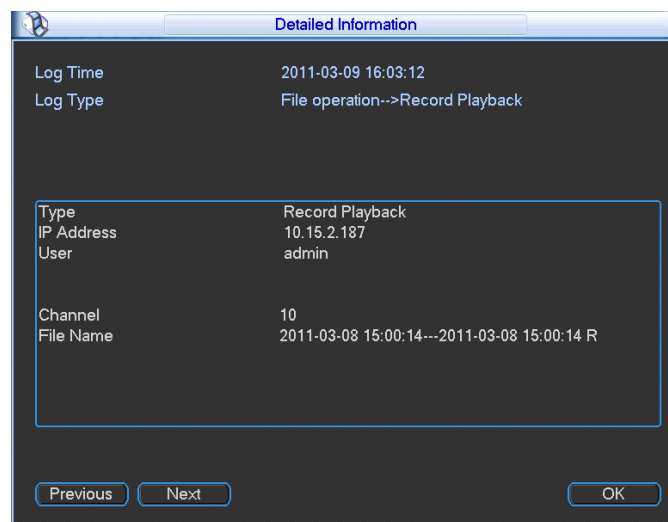 Detailed Information
Log Time 2011-03-09 16:03:12
Log Type File operation-->Record Playback
Type Record Playback
IP Address 10.15.2.187
User admin
Channel 10
File Name 2011-03-08 15:00:14---2011-03-08 15:00:14 R
Previous Next OK